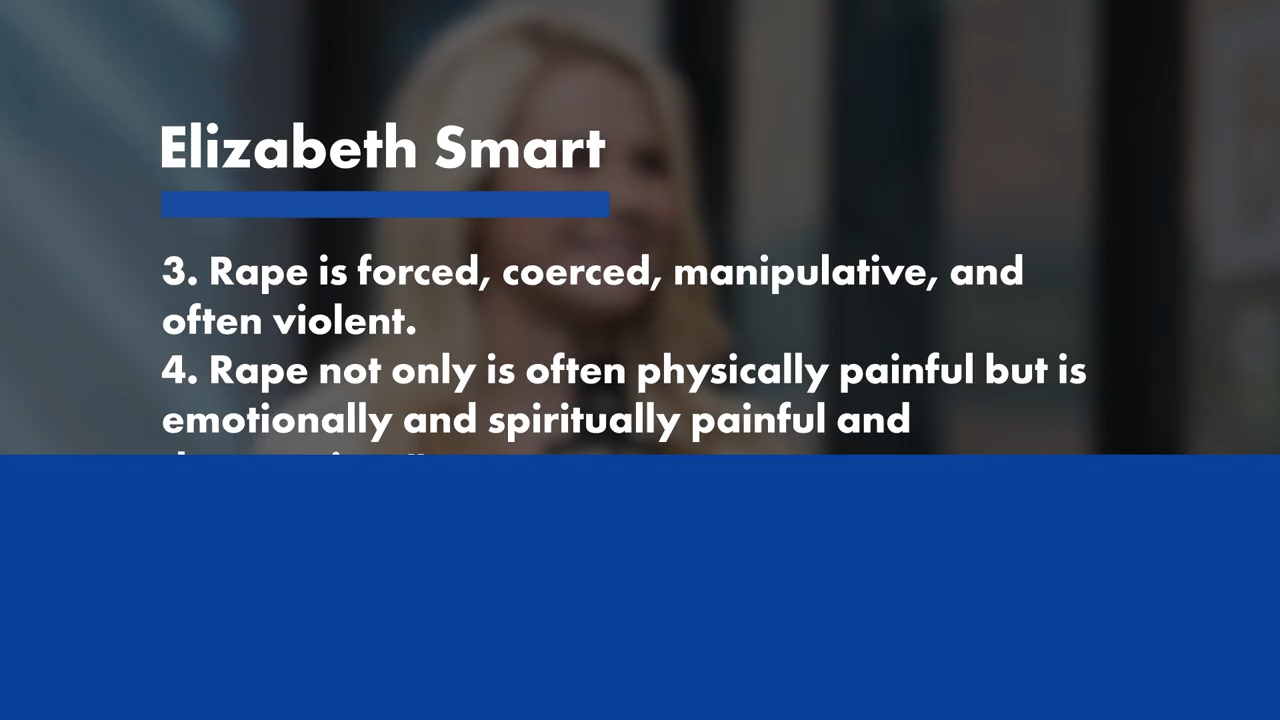 Elizabeth Smart
3. Rape is forced, coerced, manipulative, and
often violent.
4. Rape not only is often physically painful but is
emotionally and spiritually painful and